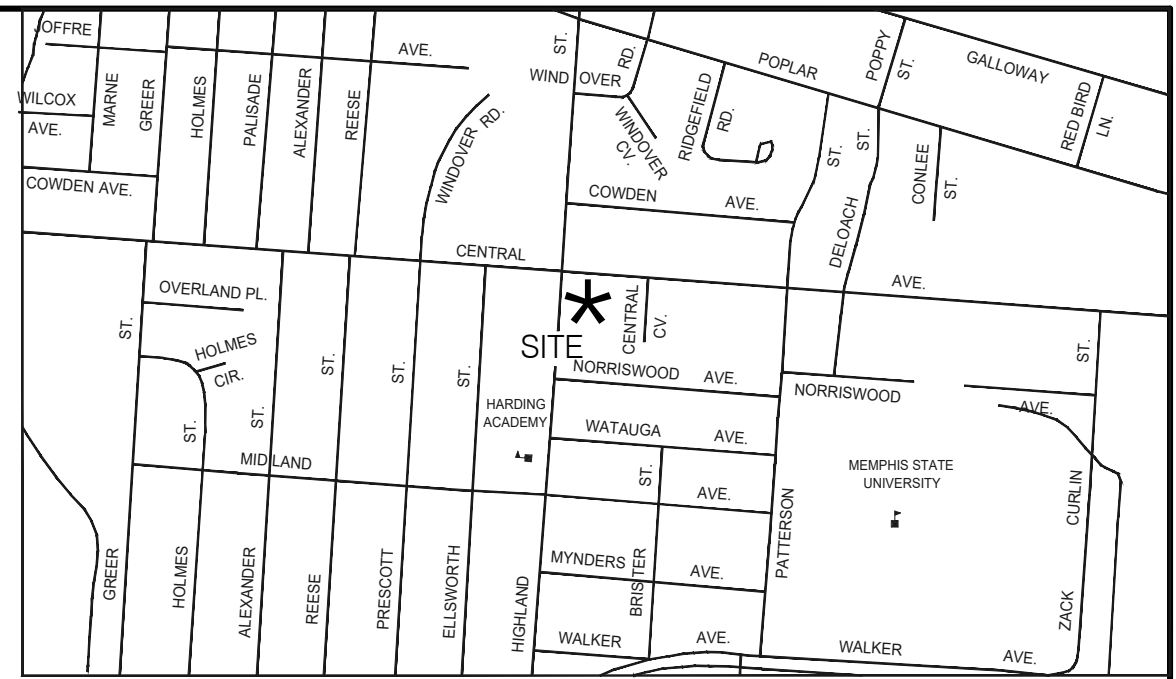 JOFFRE
AVE.
ST.
WIND OVER
RD.
POPLAR
POPPY
ST.
GALLOWAY
WILCOX
AVE.
MARNE
GREER
HOLMES
PALISADE
ALEXANDER
REESE
WINDOVER RD.
WINDOVER
CV.
RIDGEFIELD
RD.
ST.
ST.
DELOACH
CONLEE
ST.
RED BIRD
LN.
COWDEN AVE.
COWDEN
AVE.
CENTRAL
AVE.
OVERLAND PL.
ST.
HOLMES
CIR.
ST.
ST.
ST.
ST.
ST.
SITE
CENTRAL
CV.
NORRISWOOD
AVE.
NORRISWOOD
AVE.
ST.
HARDING
ACADEMY
WATAUGA
AVE.
MIDLAND
ST.
AVE.
MEMPHIS STATE
UNIVERSITY
CURLIN
PATTERSON
MYNDERS
AVE.
BRISTER
GREER
HOLMES
ALEXANDER
REESE
PRESCOTT
ELLSWORTH
HIGHLAND
WALKER
AVE.
WALKER
AVE.
ZACK